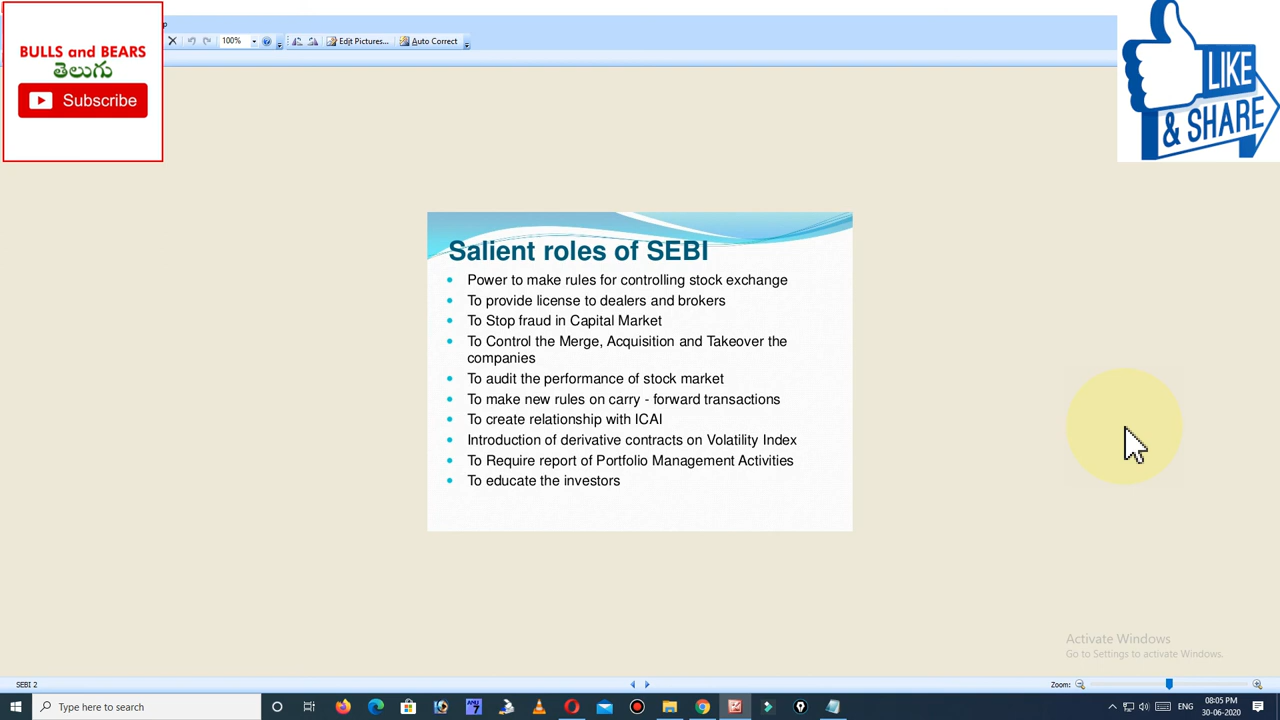 BULLS and BEARS
తెలుగు
Subscribe
p
100%
Edit Pictures...
Auto Correct
LIKE
& SHARE
Salient roles of SEBI
Power to make rules for controlling stock exchange
To provide license to dealers and brokers
To Stop fraud in Capital Market
To Control the Merge, Acquisition and Takeover the
companies
To audit the performance of stock market
To make new rules on carry - forward transactions
To create relationship with ICAI
Introduction of derivative contracts on Volatility Index
To Require report of Portfolio Management Activities
To educate the investors
Activate Windows
Go to Settings to activate Windows.
SEBI 2
Zoom:
Type here to search
ENG
08:05 PM
30-06-2020